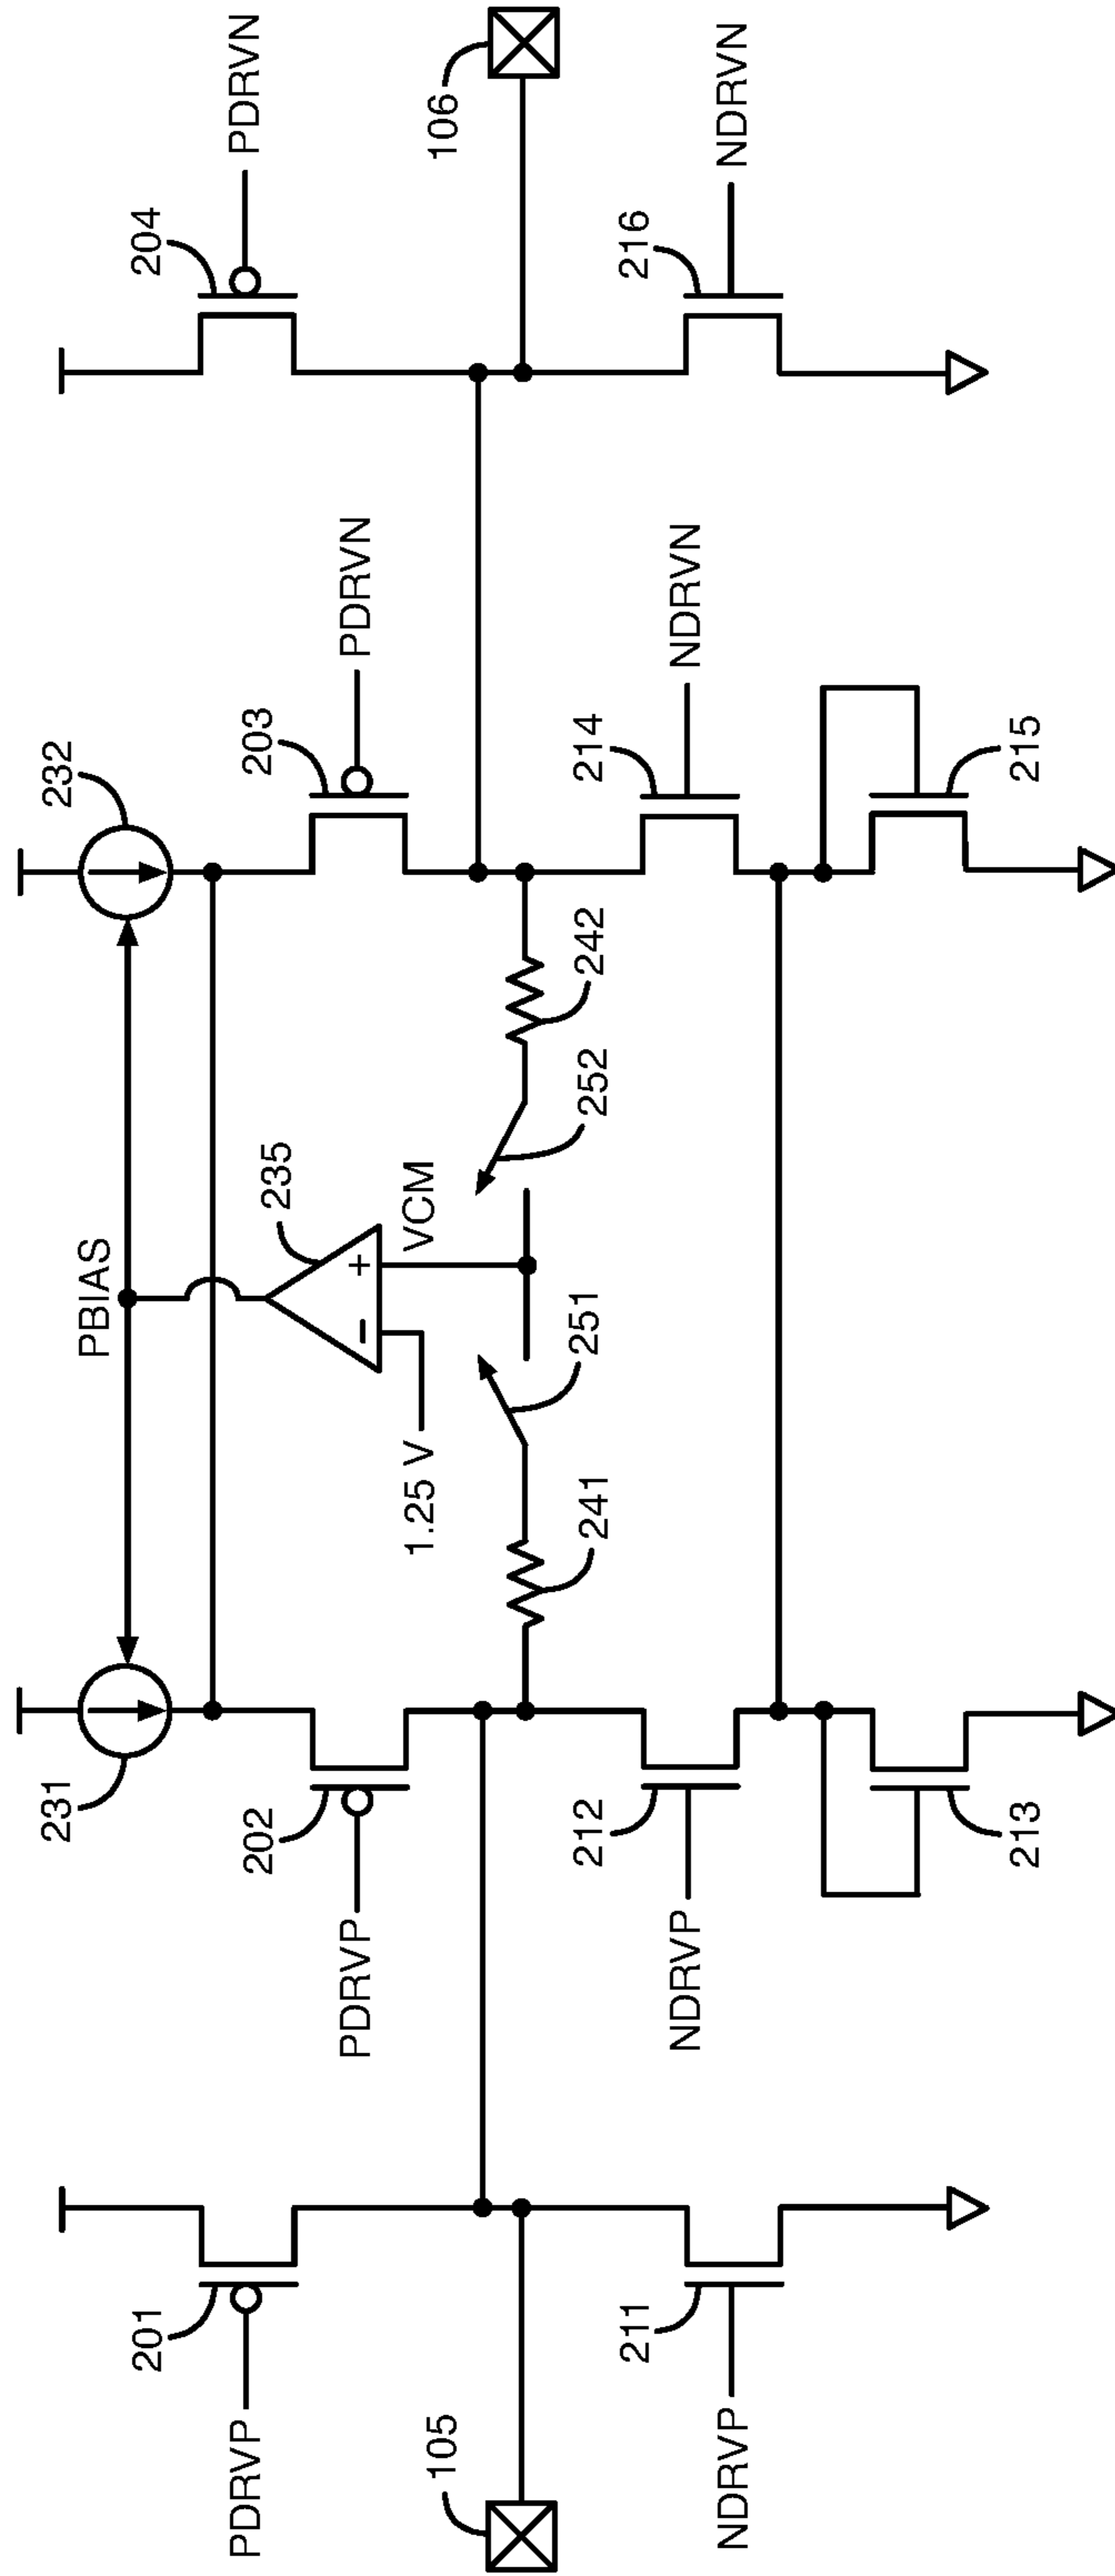 PBIAS
231
232
PDRVP
201
PDRVP
202
203
PDRVN
204
PDRVN
235
+
−
VCM
1.25 V
105
241
251
252
242
106
NDRVP
211
NDRVP
212
214
NDRVN
216
NDRVN
213
215